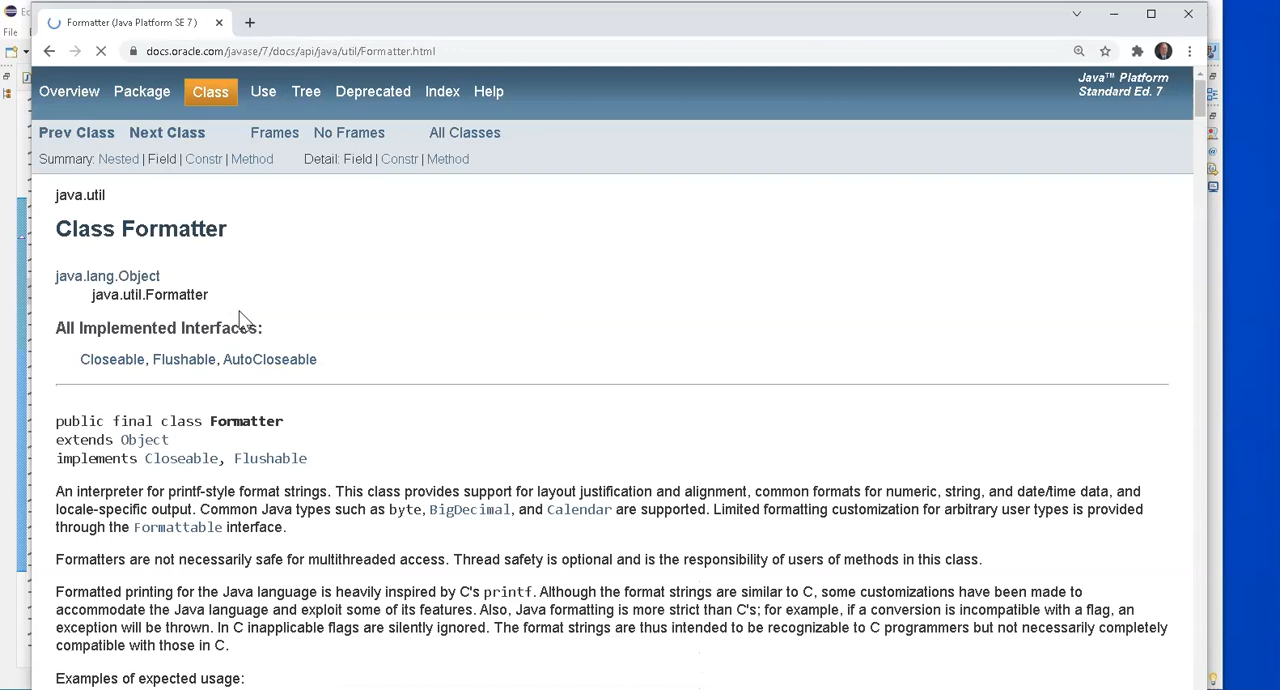 Ec
Formatter (Java Platform SE 7 )
File
docs.oracle.com/javase/7/docs/api/java/util/Formatter.html
Overview Package Class Use Tree Deprecated Index Help
Java™ Platform
Standard Ed. 7
Prev Class Next Class Frames No Frames All Classes
Summary: Nested | Field | Constr | Method Detail: Field | Constr | Method
java.util
Class Formatter
java.lang.Object
java.util.Formatter
All Implemented Interfaces:
Closeable, Flushable, AutoCloseable
public final class Formatter
extends Object
implements Closeable, Flushable
An interpreter for printf-style format strings. This class provides support for layout justification and alignment, common formats for numeric, string, and date/time data, and
locale-specific output. Common Java types such as byte, BigDecimal, and Calendar are supported. Limited formatting customization for arbitrary user types is provided
through the Formattable interface.
Formatters are not necessarily safe for multithreaded access. Thread safety is optional and is the responsibility of users of methods in this class.
Formatted printing for the Java language is heavily inspired by C's printf. Although the format strings are similar to C, some customizations have been made to
accommodate the Java language and exploit some of its features. Also, Java formatting is more strict than C's; for example, if a conversion is incompatible with a flag, an
exception will be thrown. In C inapplicable flags are silently ignored. The format strings are thus intended to be recognizable to C programmers but not necessarily completely
compatible with those in C.
Examples of expected usage: